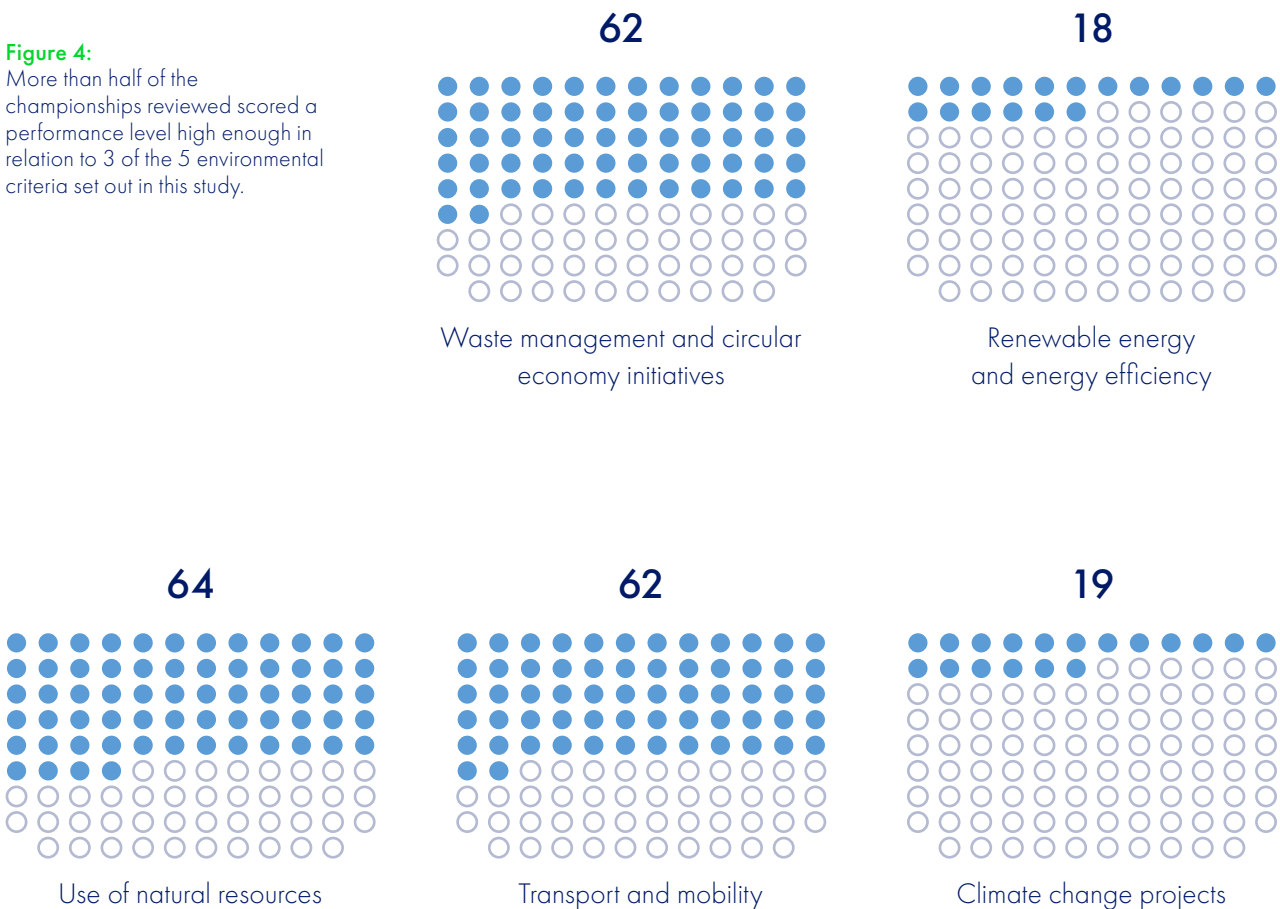 Figure 4:
More than half of the
championships reviewed scored a
performance level high enough in
relation to 3 of the 5 environmental
criteria set out in this study.
62
Waste management and circular
economy initiatives
18
Renewable energy
and energy efficiency
64
Use of natural resources
62
Transport and mobility
19
Climate change projects